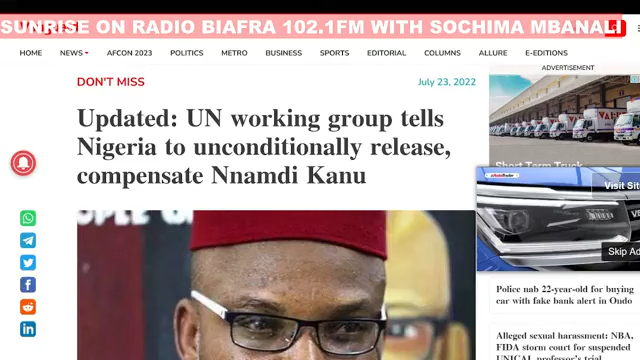 SUNRISE ON RADIO BIAFRA 102.1FM WITH SOCHIMA MBANALI
HOME NEWS AFCON 2023 POLITICS METRO BUSINESS SPORTS EDITORIAL COLUMNS ALLURE E-EDITIONS
ADVERTISEMENT
DON'T MISS
July 23, 2022
Updated: UN working group tells
Nigeria to unconditionally release,
compensate Nnamdi Kanu
Short Term Truck
Visit Sit
Skip Ad
Police nab 22-year-old for buying
car with fake bank alert in Osun
Alleged sexual harassment: NBA,
FIDA storm court for suspended
UNICAL professor's trial